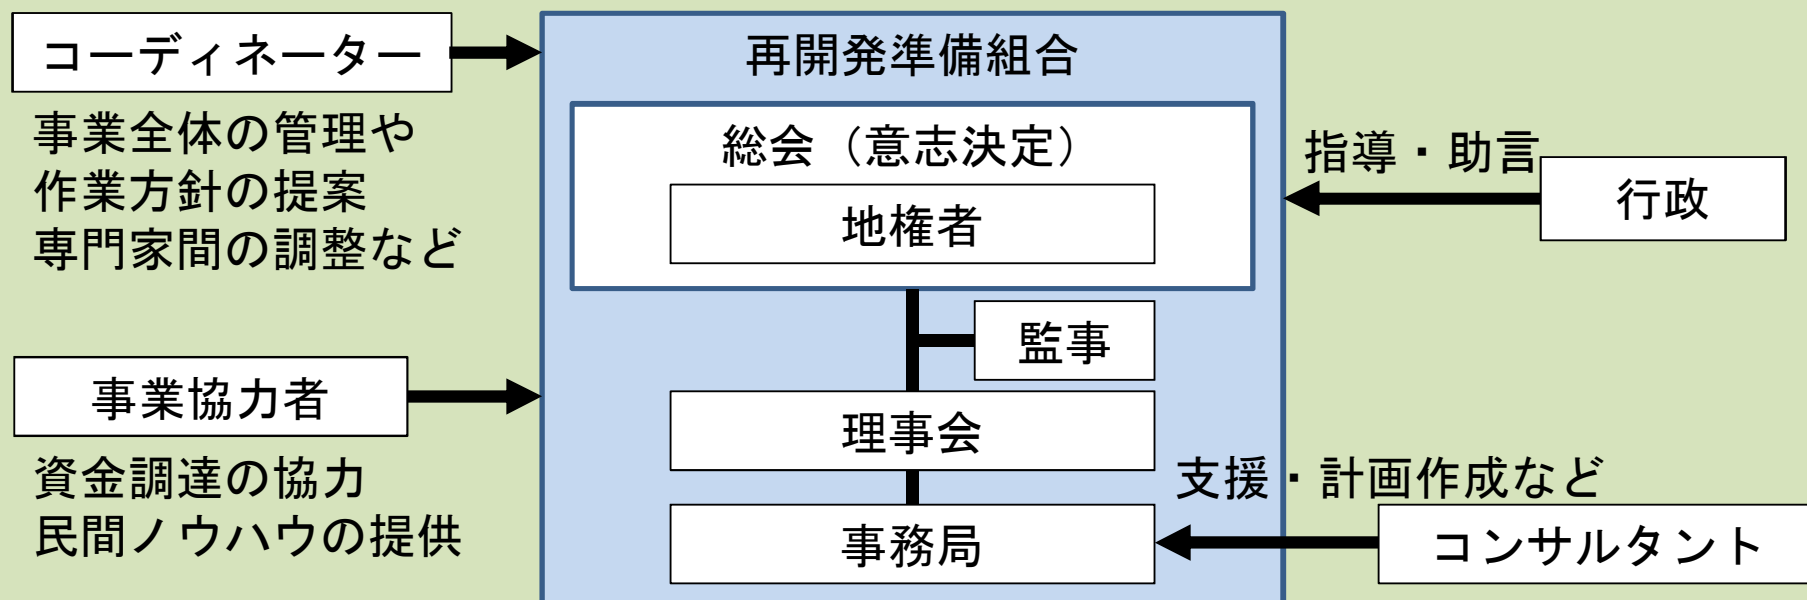 コーディネーター
事業全体の管理や
作業方針の提案
専門家間の調整など
事業協力者
資金調達の協力
民間ノウハウの提供
再開発準備組合
総会（意志決定）
地権者
監事
理事会
事務局
指導・助言
行政
支援・計画作成など
コンサルタント